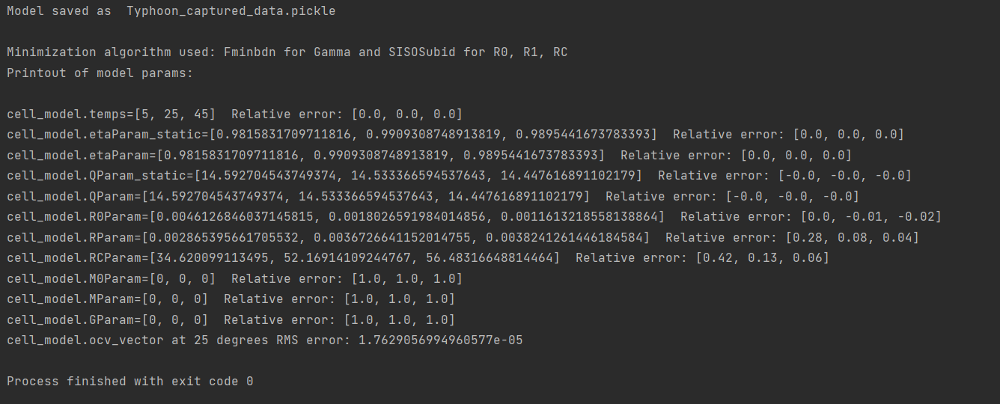 Model saved as  Typhoon_captured_data.pickle
Minimization algorithm used: Fminbdn for Gamma and SISOSubid for R0, R1, RC
Printout of model params:
cell_model.temps=[5, 25, 45]  Relative error: [0.0, 0.0, 0.0]
cell_model.etaParam_static=[0.9815831709711816, 0.9909308748913819, 0.9895441673783393]  Relative error: [0.0, 0.0, 0.0]
cell_model.etaParam=[0.9815831709711816, 0.9909308748913819, 0.9895441673783393]  Relative error: [0.0, 0.0, 0.0]
cell_model.QParam_static=[14.592704543749374, 14.533366594537643, 14.447616891102179]  Relative error: [-0.0, -0.0, -0.0]
cell_model.QParam=[14.592704543749374, 14.533366594537643, 14.447616891102179]  Relative error: [-0.0, -0.0, -0.0]
cell_model.R0Param=[0.0046126846037145815, 0.0018026591984014856, 0.0011613218558138864]  Relative error: [0.0, -0.01, -0.02]
cell_model.RParam=[0.002865395661705532, 0.0036726641152014755, 0.0038241261446184584]  Relative error: [0.28, 0.08, 0.04]
cell_model.RCParam=[34.620099113495, 52.16914109244767, 56.48316648814464]  Relative error: [0.42, 0.13, 0.06]
cell_model.M0Param=[0, 0, 0]  Relative error: [1.0, 1.0, 1.0]
cell_model.MParam=[0, 0, 0]  Relative error: [1.0, 1.0, 1.0]
cell_model.GParam=[0, 0, 0]  Relative error: [1.0, 1.0, 1.0]
cell_model.ocv_vector at 25 degrees RMS error: 1.7629056994960577e-05
Process finished with exit code 0